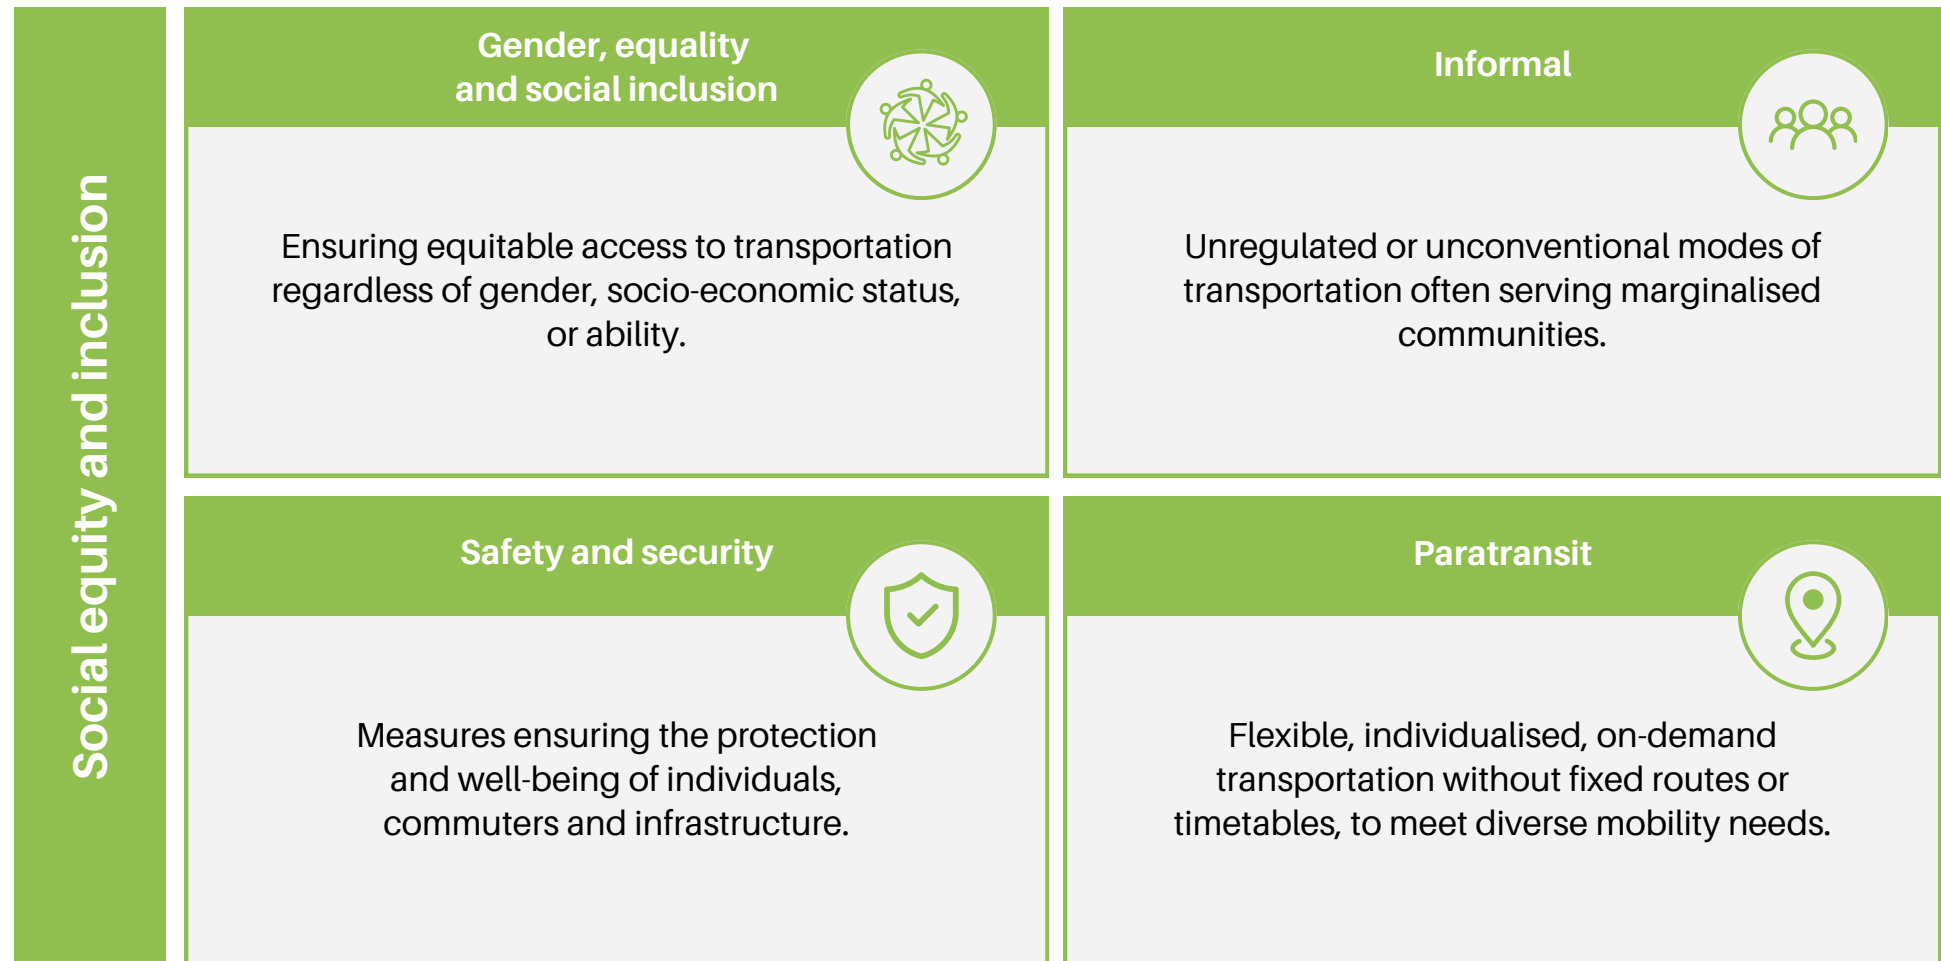 Social equity and inclusion
Gender, equality
and social inclusion
Ensuring equitable access to transportation
regardless of gender, socio-economic status,
or ability.
Informal
Unregulated or unconventional modes of
transportation often serving marginalised
communities.
Safety and security
Measures ensuring the protection
and well-being of individuals,
commuters and infrastructure.
Paratransit
Flexible, individualised, on-demand
transportation without fixed routes or
timetables, to meet diverse mobility needs.